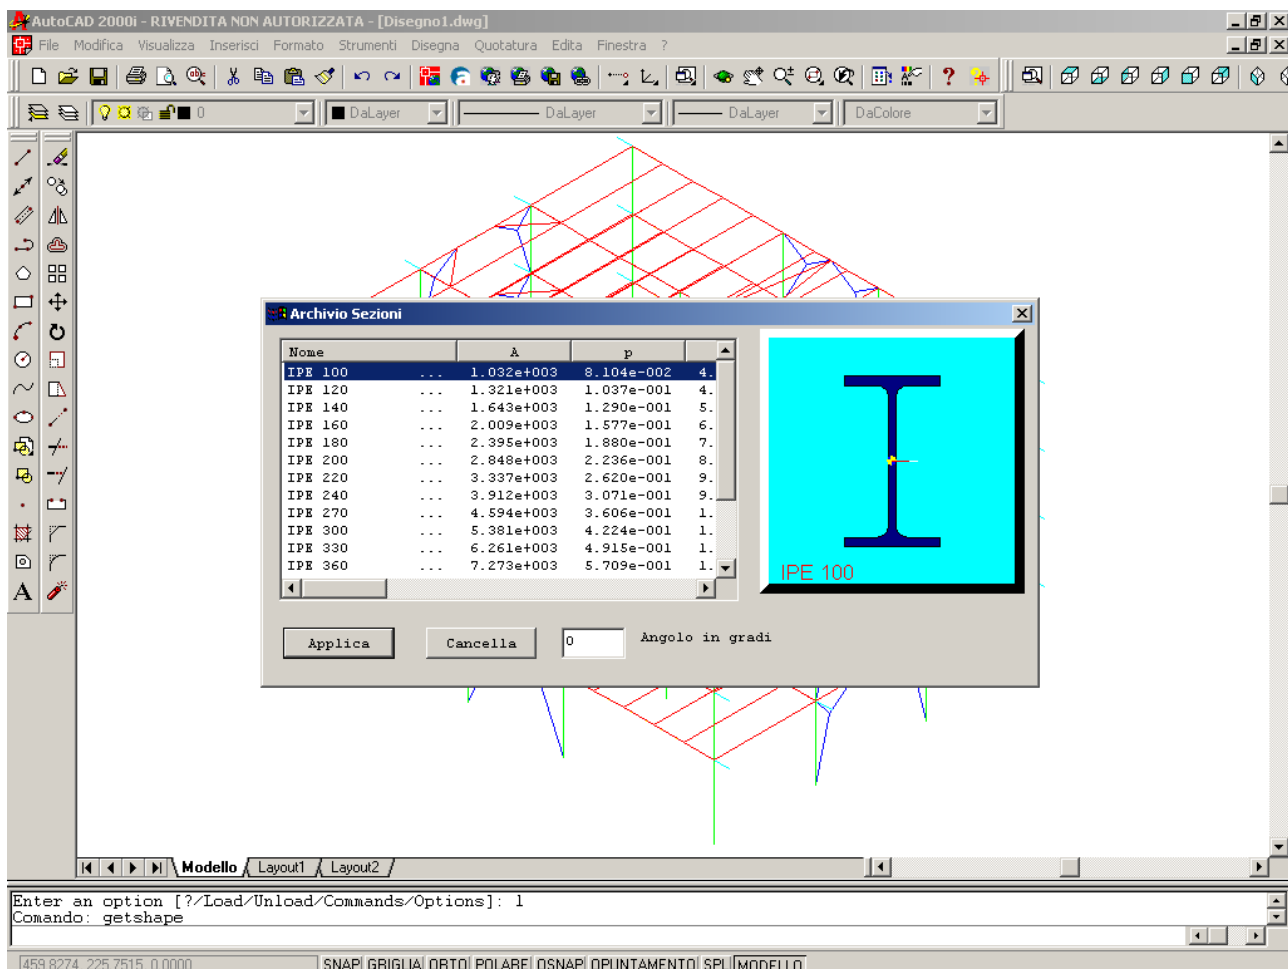 AutoCAD 2000i - RIVENDITA NON AUTORIZZATA - [Disegno1.dwg]
File Modifica Visualizza Inserisci Formato Strumenti Disegna Quotatura Edita Finestra ?
0 DaLayer DaLayer DaLayer DaColore
Archivio Sezioni
Nome A p
IPE 100 ... 1.032e+003 8.104e-002 4.
IPE 120 ... 1.321e+003 1.037e-001 4.
IPE 140 ... 1.643e+003 1.290e-001 5.
IPE 160 ... 2.009e+003 1.577e-001 6.
IPE 180 ... 2.395e+003 1.880e-001 7.
IPE 200 ... 2.848e+003 2.236e-001 8.
IPE 220 ... 3.337e+003 2.620e-001 9.
IPE 240 ... 3.912e+003 3.071e-001 9.
IPE 270 ... 4.594e+003 3.606e-001 1.
IPE 300 ... 5.381e+003 4.224e-001 1.
IPE 330 ... 6.261e+003 4.915e-001 1.
IPE 360 ... 7.273e+003 5.709e-001 1.
IPE 100
Applica Cancella 0 Angolo in gradi
Modello Layout1 Layout2
Enter an option [?/Load/Unload/Commands/Options]: l
Comando: getshape
459.8274, 225.7515, 0.0000 SNAP GRIGLIA ORTO POLARE OSNAP OPUNTAMENTO SPL MODELLO